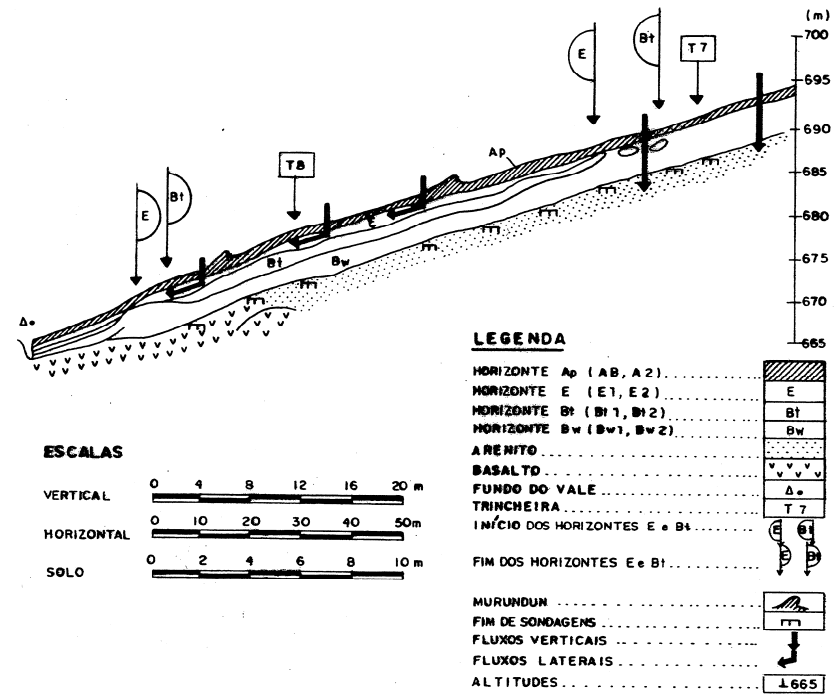 (m)
700
695
690
685
680
675
670
665
E
Bt
T7
Ap
T8
E
Bt
E
Bt
Bw
Δo
LEGENDA
HORIZONTE Ap ( AB, A2 )
HORIZONTE E ( E1, E2 ) E
HORIZONTE Bt ( Bt1, Bt2 ) Bt
HORIZONTE Bw ( Bw1, Bw2 ) Bw
ARENITO
BASALTO
FUNDO DO VALE Δo
TRINCHEIRA T 7
INÍCIO DOS HORIZONTES E e Bt E Bt
FIM DOS HORIZONTES E e Bt E Bt
MURUNDUN
FIM DE SONDAGENS
FLUXOS VERTICAIS
FLUXOS LATERAIS
ALTITUDES ⊥665
ESCALAS
VERTICAL 0 4 8 12 16 20 m
HORIZONTAL 0 10 20 30 40 50m
SOLO 0 2 4 6 8 10 m